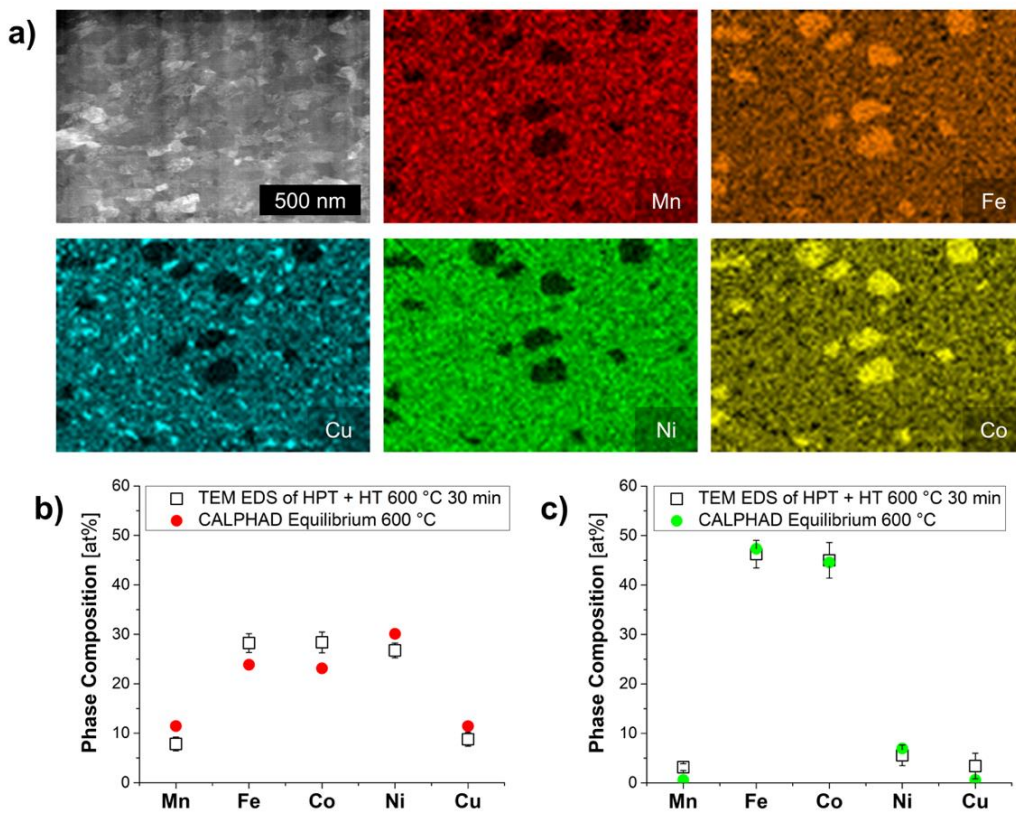 a)
500 nm
Mn
Fe
Cu
Ni
Co
b)
60
50
40
30
20
10
0
Phase Composition [at%]
TEM EDS of HPT + HT 600 °C 30 min
CALPHAD Equilibrium 600 °C
Mn Fe Co Ni Cu
c)
60
50
40
30
20
10
0
Phase Composition [at%]
TEM EDS of HPT + HT 600 °C 30 min
CALPHAD Equilibrium 600 °C
Mn Fe Co Ni Cu